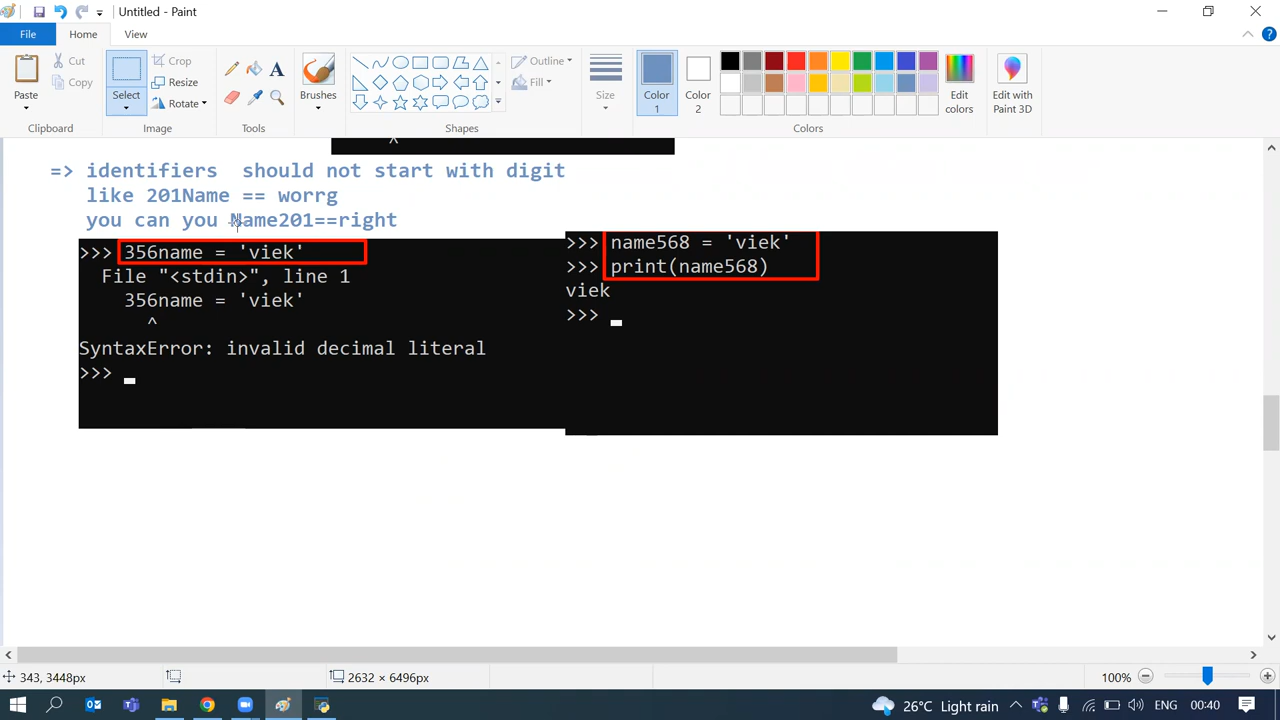 Untitled - Paint
File
Home
View
Paste
Cut
Copy
Clipboard
Select
Crop
Resize
Rotate
Image
Tools
Brushes
Shapes
Outline
Fill
Size
Color 1
Color 2
Colors
Edit colors
Edit with Paint 3D
^
=> identifiers should not start with digit
like 201Name == worrg
you can you Name201==right
>>> 356name = 'viek'
File "<stdin>", line 1
356name = 'viek'
^
SyntaxError: invalid decimal literal
>>>
>>> name568 = 'viek'
>>> print(name568)
viek
>>>
343, 3448px
2632 × 6496px
100%
26°C Light rain
ENG
00:40